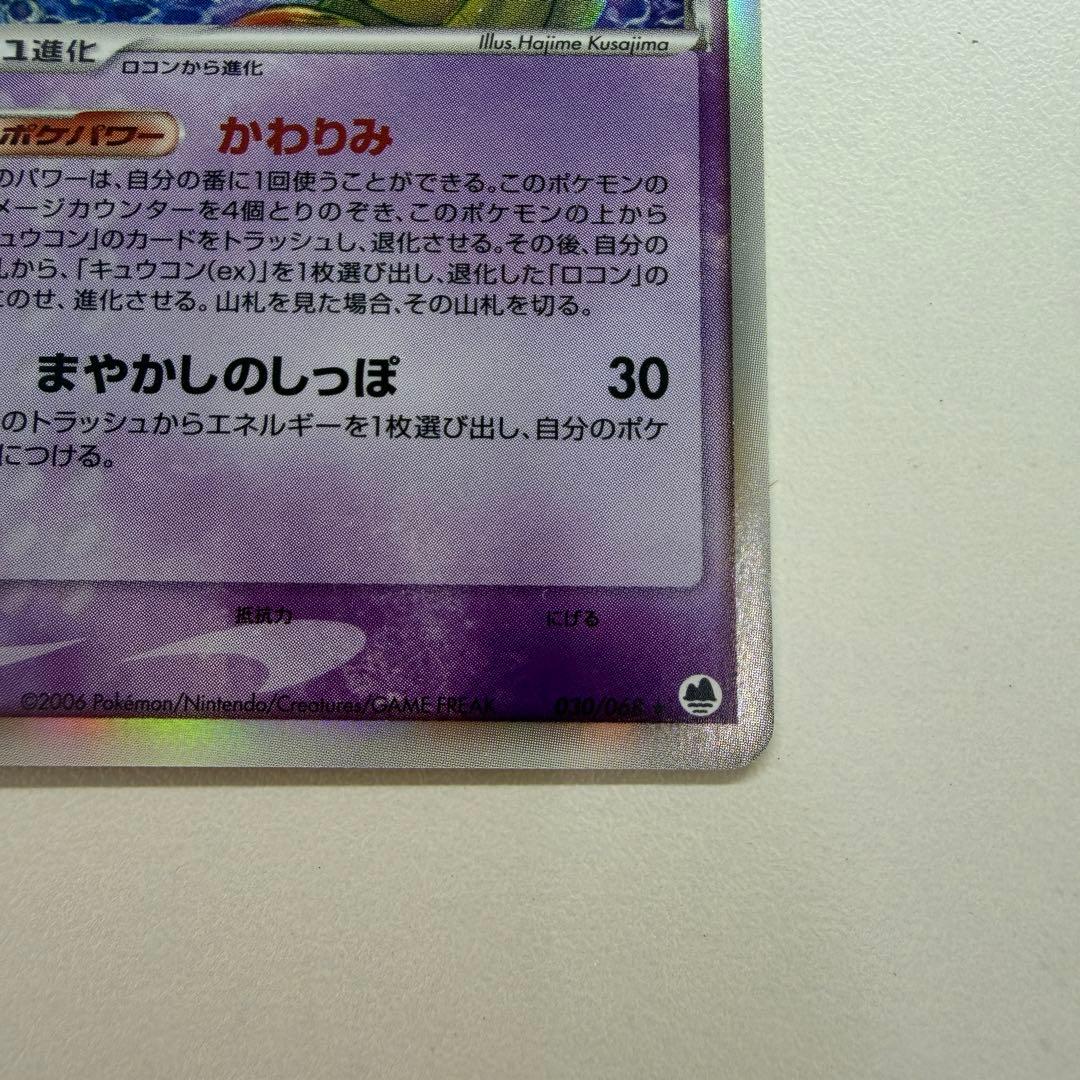 Illus.Hajime Kusajima
ュ進化
ロコンから進化
ポケパワー かわりみ
のパワーは、自分の番に1回使うことができる。このポケモンの
メージカウンターを4個とりのぞき、このポケモンの上から
ュウコン」のカードをトラッシュし、退化させる。その後、自分の
札から、「キュウコン(ex)」を1枚選び出し、退化した「ロコン」の
にのせ、進化させる。山札を見た場合、その山札を切る。
まやかしのしっぽ 30
のトラッシュからエネルギーを1枚選び出し、自分のポケ
につける。
抵抗力 にげる
©2006 Pokémon/Nintendo/Creatures/GAME FREAK 030/068 ★